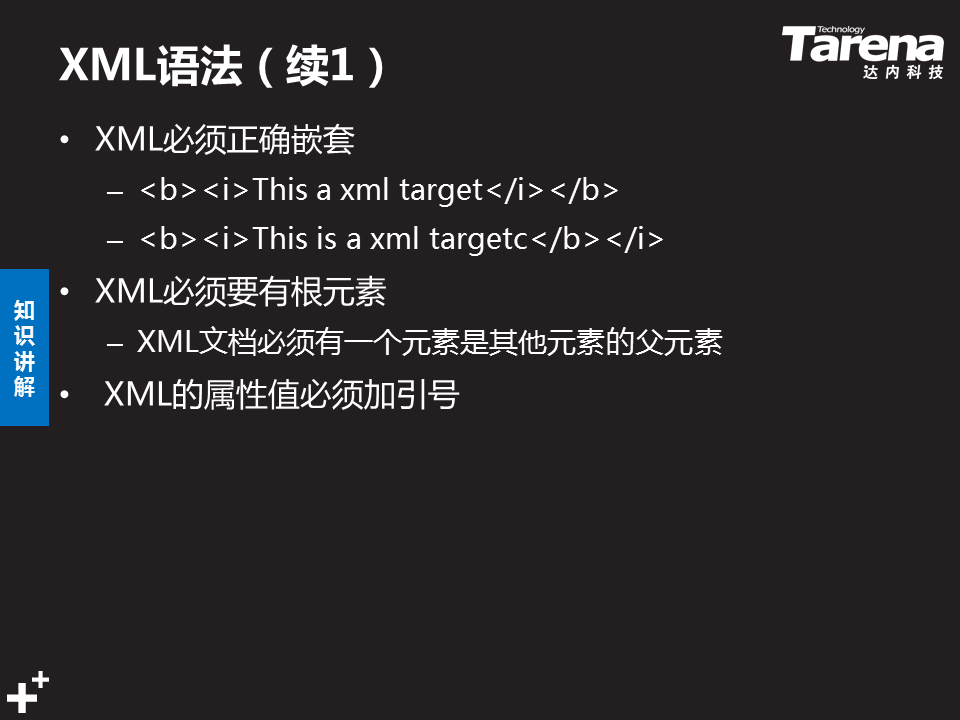 XML语法（续1）
Technology
Tarena
达内科技
• XML必须正确嵌套
– <b><i>This a xml target</i></b>
– <b><i>This is a xml targetc</b></i>
• XML必须要有根元素
– XML文档必须有一个元素是其他元素的父元素
• XML的属性值必须加引号
知
识
讲
解